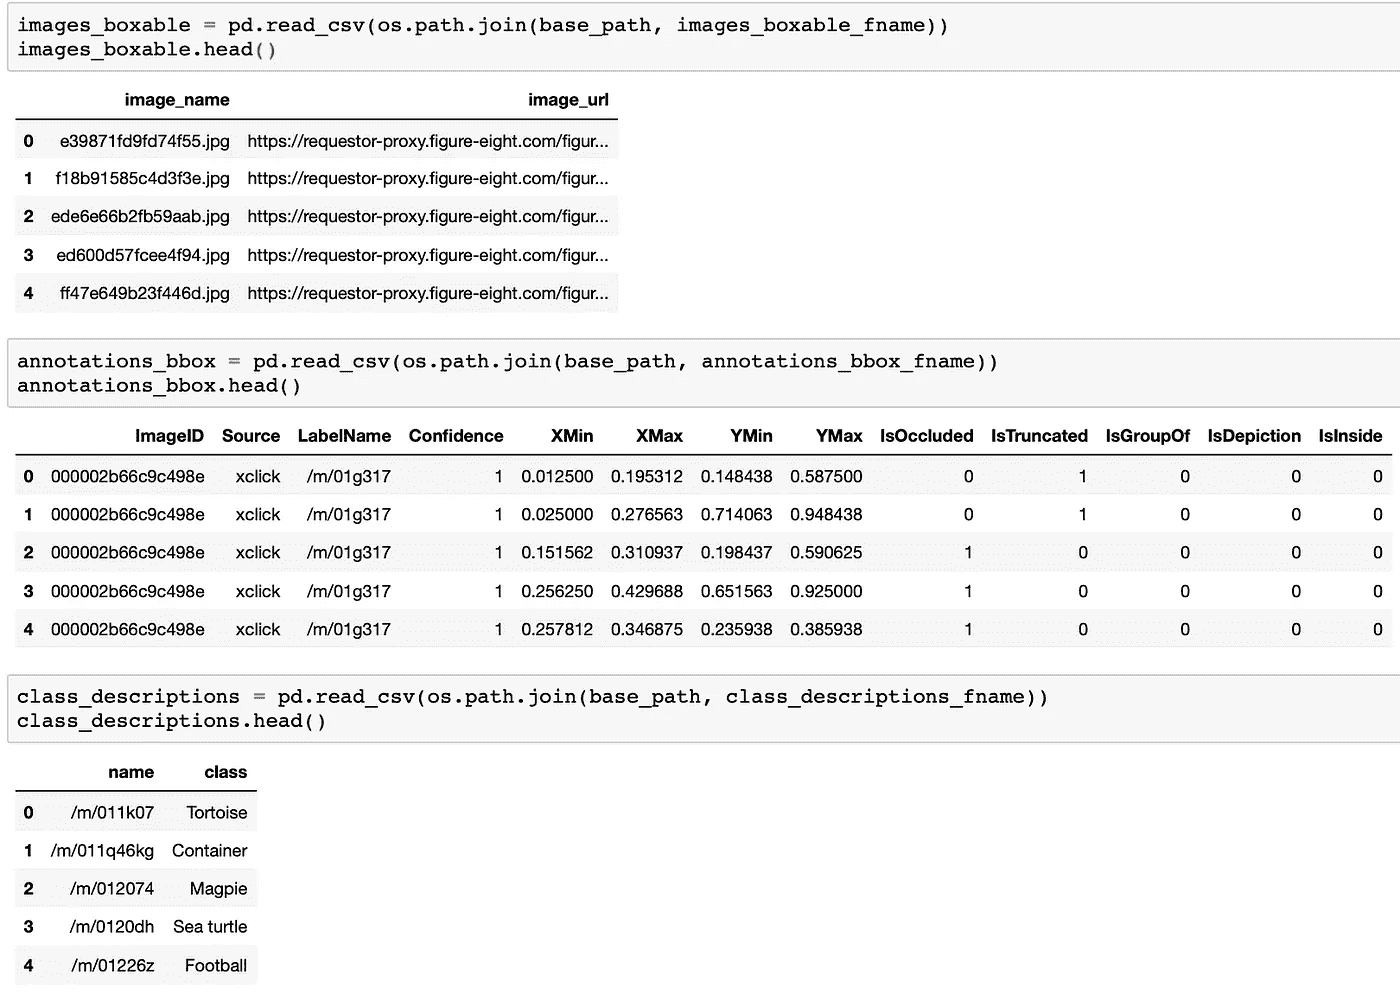 images_boxable = pd.read_csv(os.path.join(base_path, images_boxable_fname))
images_boxable.head()
image_name image_url
0 e39871fd9fd74f55.jpg https://requestor-proxy.figure-eight.com/figur...
1 f18b91585c4d3f3e.jpg https://requestor-proxy.figure-eight.com/figur...
2 ede6e66b2fb59aab.jpg https://requestor-proxy.figure-eight.com/figur...
3 ed600d57fcee4f94.jpg https://requestor-proxy.figure-eight.com/figur...
4 ff47e649b23f446d.jpg https://requestor-proxy.figure-eight.com/figur...
annotations_bbox = pd.read_csv(os.path.join(base_path, annotations_bbox_fname))
annotations_bbox.head()
ImageID Source LabelName Confidence XMin XMax YMin YMax IsOccluded IsTruncated IsGroupOf IsDepiction IsInside
0 000002b66c9c498e xclick /m/01g317 1 0.012500 0.195312 0.148438 0.587500 0 1 0 0 0
1 000002b66c9c498e xclick /m/01g317 1 0.025000 0.276563 0.714063 0.948438 0 1 0 0 0
2 000002b66c9c498e xclick /m/01g317 1 0.151562 0.310937 0.198437 0.590625 1 0 0 0 0
3 000002b66c9c498e xclick /m/01g317 1 0.256250 0.429688 0.651563 0.925000 1 0 0 0 0
4 000002b66c9c498e xclick /m/01g317 1 0.257812 0.346875 0.235938 0.385938 1 0 0 0 0
class_descriptions = pd.read_csv(os.path.join(base_path, class_descriptions_fname))
class_descriptions.head()
name class
0 /m/011k07 Tortoise
1 /m/011q46kg Container
2 /m/012074 Magpie
3 /m/0120dh Sea turtle
4 /m/01226z Football